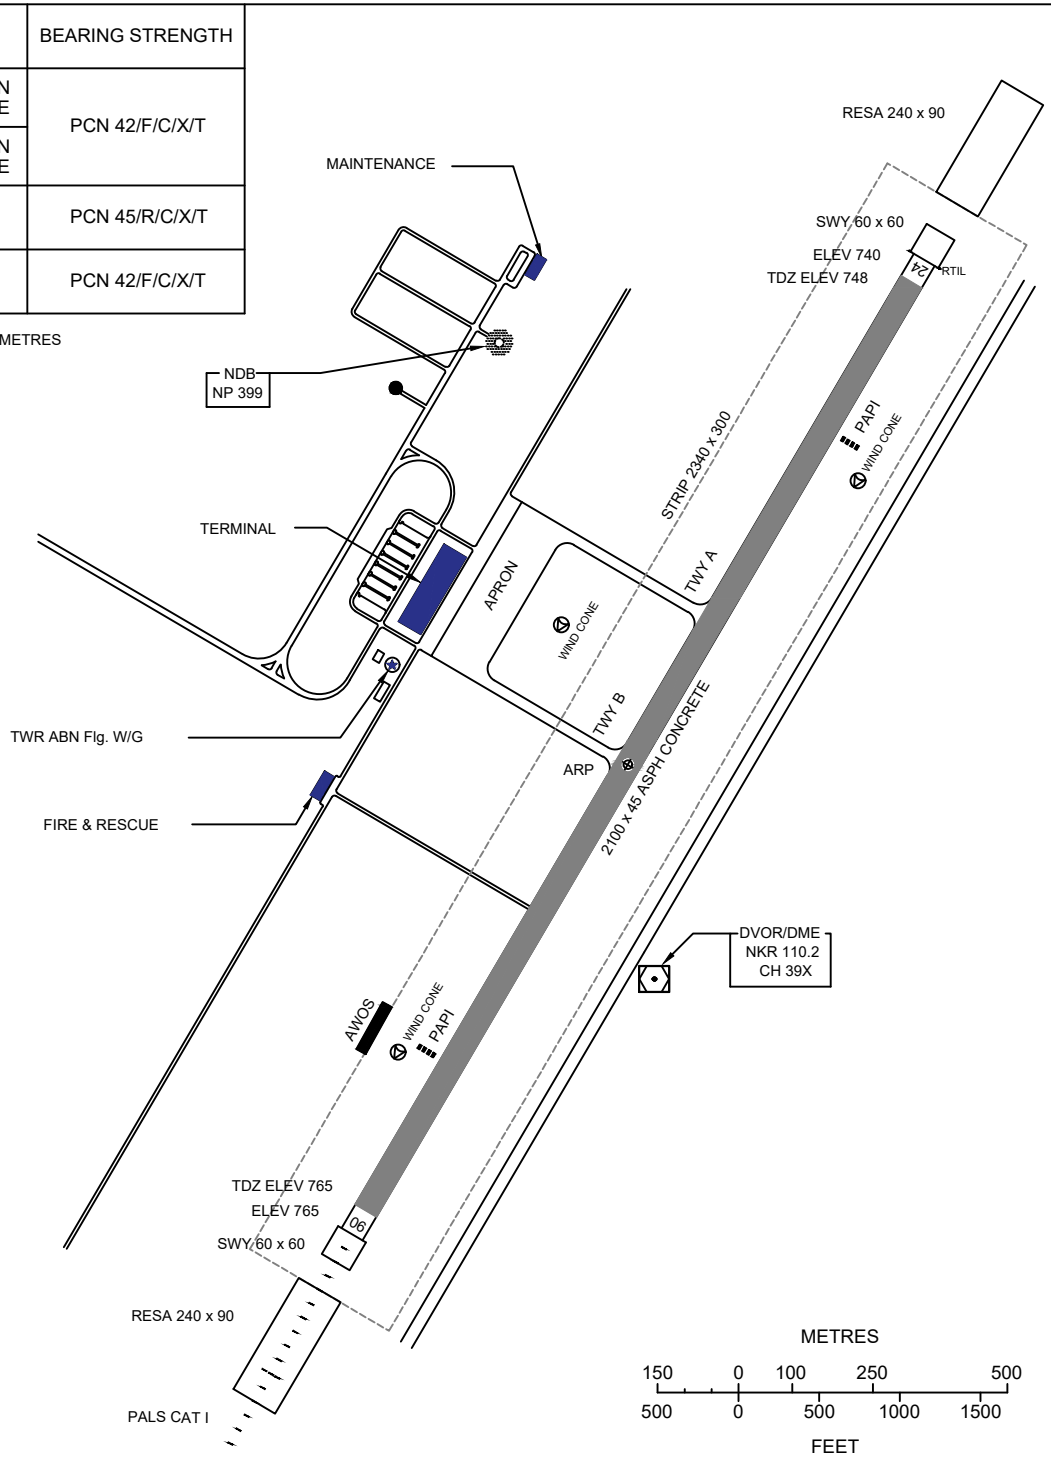 BEARING STRENGTH
N
E
PCN 42/F/C/X/T
N
E
PCN 45/R/C/X/T
PCN 42/F/C/X/T
METRES
RESA 240 x 90
MAINTENANCE
SWY 60 x 60
ELEV 740
TDZ ELEV 748
24
RTIL
NDB
NP 399
PAPI
WIND CONE
STRIP 2340 x 300
TERMINAL
APRON
TWY A
WIND CONE
TWY B
TWR ABN Flg. W/G
ARP
2100 x 45 ASPH CONCRETE
FIRE & RESCUE
DVOR/DME
NKR 110.2
CH 39X
AWOS
WIND CONE
PAPI
TDZ ELEV 765
ELEV 765
06
SWY 60 x 60
RESA 240 x 90
PALS CAT I
METRES
150 0 100 250 500
500 0 500 1000 1500
FEET